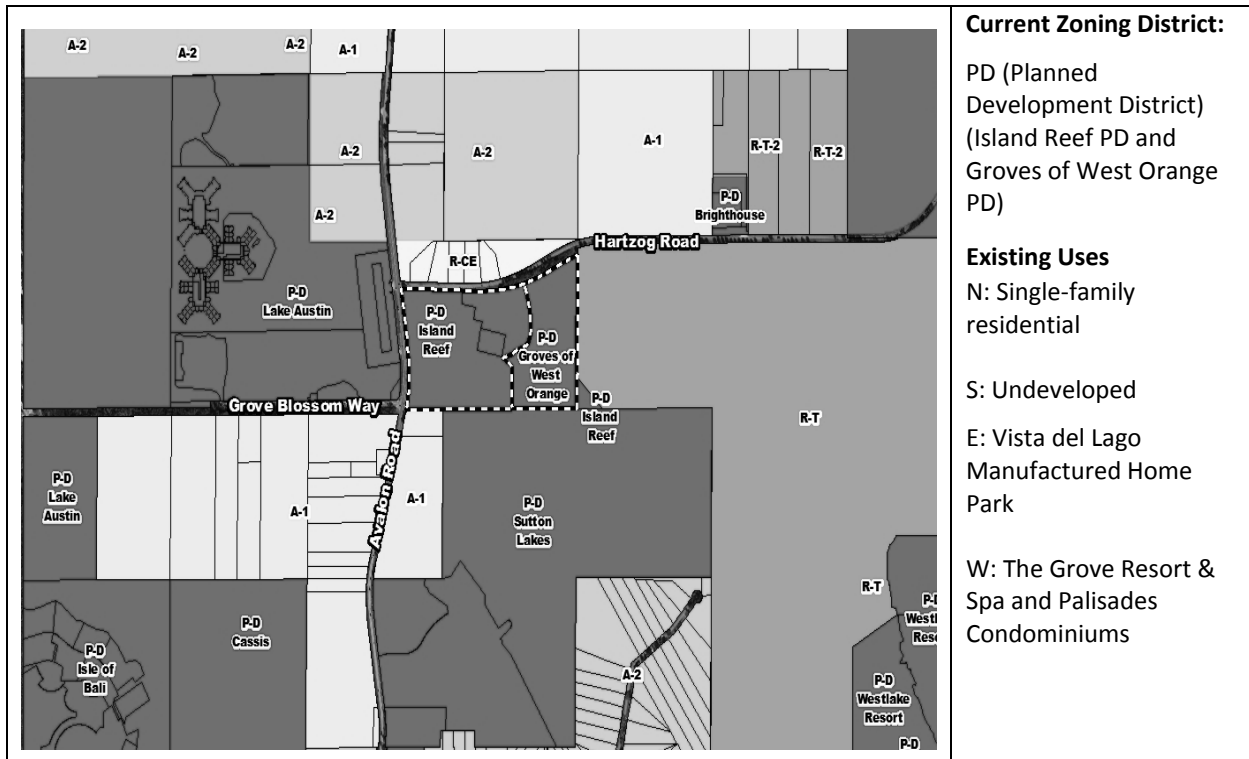 A-2
A-2
A-2
A-1
A-2
A-2
A-1
R-T-2
R-T-2
A-2
P-D
Brighthouse
Hartzog Road
R-CE
P-D
Lake Austin
P-D
Island
Reef
P-D
Groves of
West
Orange
Grove Blossom Way
P-D
Island
Reef
R-T
P-D
Lake
Austin
A-1
Avalon Road
A-1
P-D
Sutton
Lakes
P-D
Cassis
P-D
Isle of
Bali
A-2
R-T
P-D
Westlake
Resort
P-D
Current Zoning District:
PD (Planned
Development District)
(Island Reef PD and
Groves of West Orange
PD)
Existing Uses
N: Single-family
residential
S: Undeveloped
E: Vista del Lago
Manufactured Home
Park
W: The Grove Resort &
Spa and Palisades
Condominiums